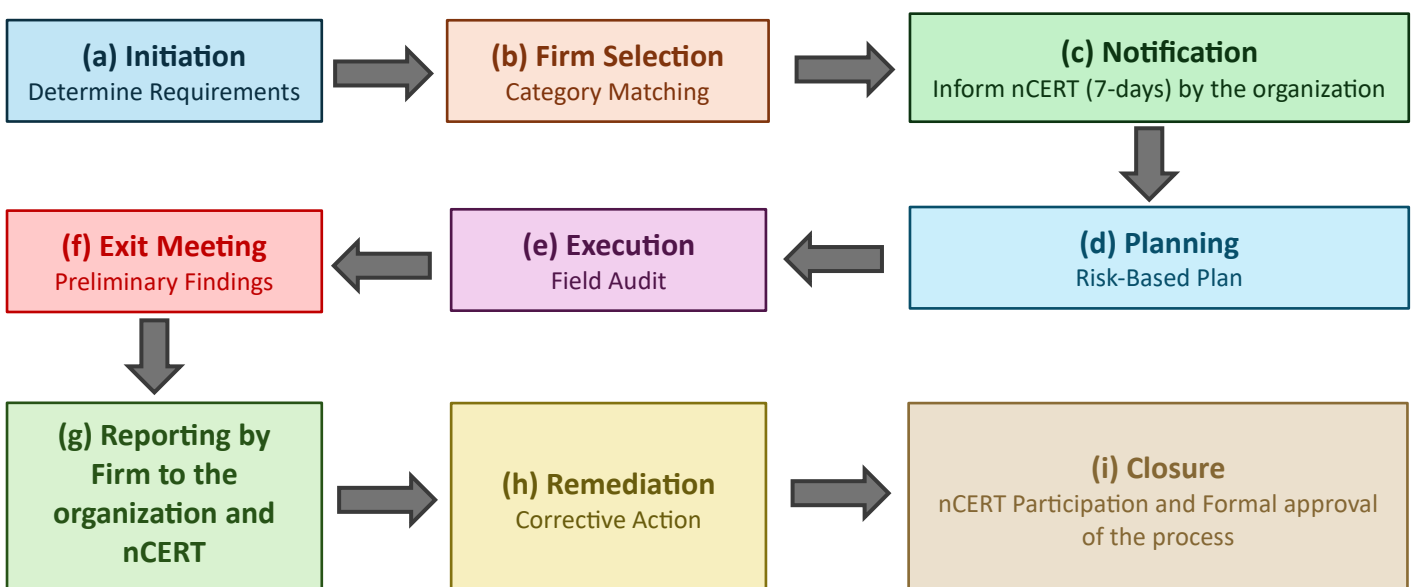 (a) Initiation
Determine Requirements
(b) Firm Selection
Category Matching
(c) Notification
Inform nCERT (7-days) by the organization
(d) Planning
Risk-Based Plan
(e) Execution
Field Audit
(f) Exit Meeting
Preliminary Findings
(g) Reporting by
Firm to the
organization and
nCERT
(h) Remediation
Corrective Action
(i) Closure
nCERT Participation and Formal approval
of the process